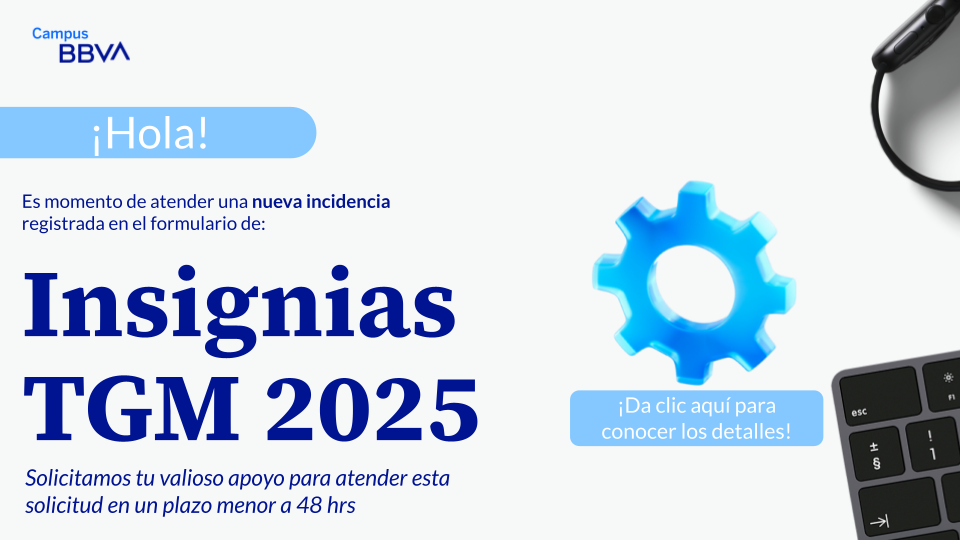 Campus
BBVA
¡Hola!
Es momento de atender una nueva incidencia
registrada en el formulario de:
Insignias
TGM 2025
Solicitamos tu valioso apoyo para atender esta
solicitud en un plazo menor a 48 hrs
¡Da clic aquí para
conocer los detalles!
esc
F1
±
§
!
1